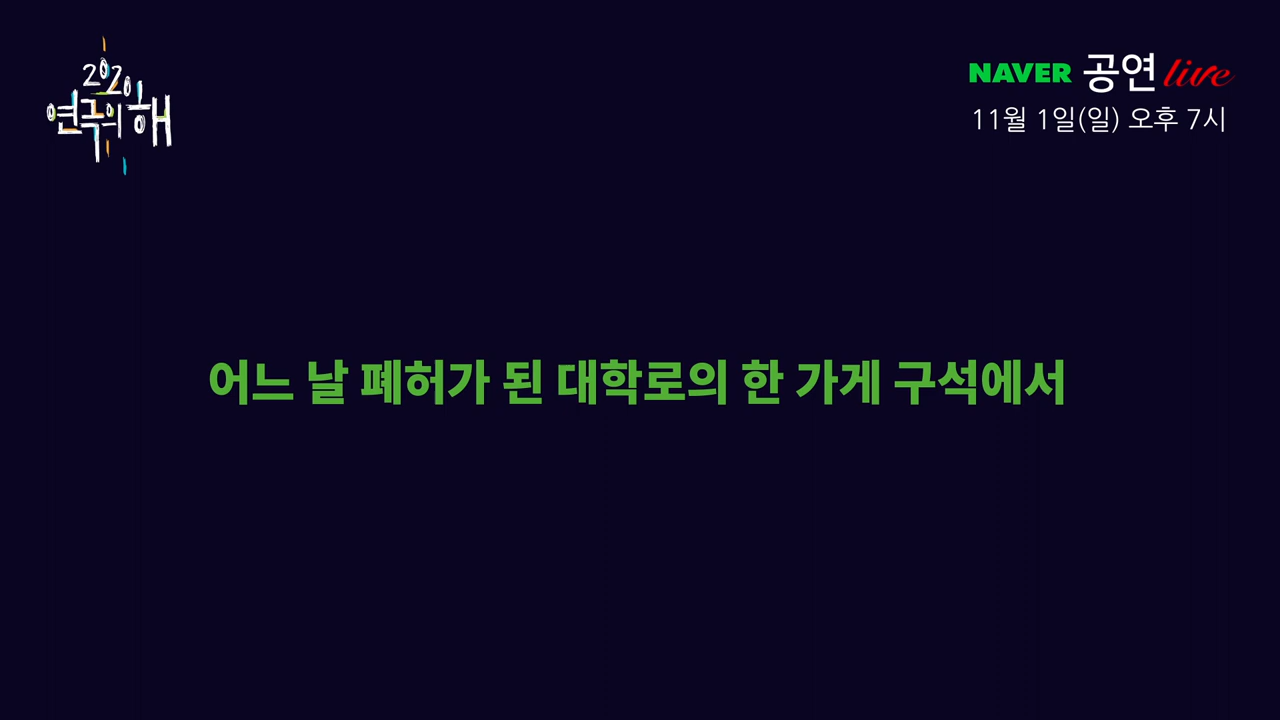 2020
연극의해
NAVER 공연 live
11월 1일(일) 오후 7시
어느 날 폐허가 된 대학로의 한 가게 구석에서